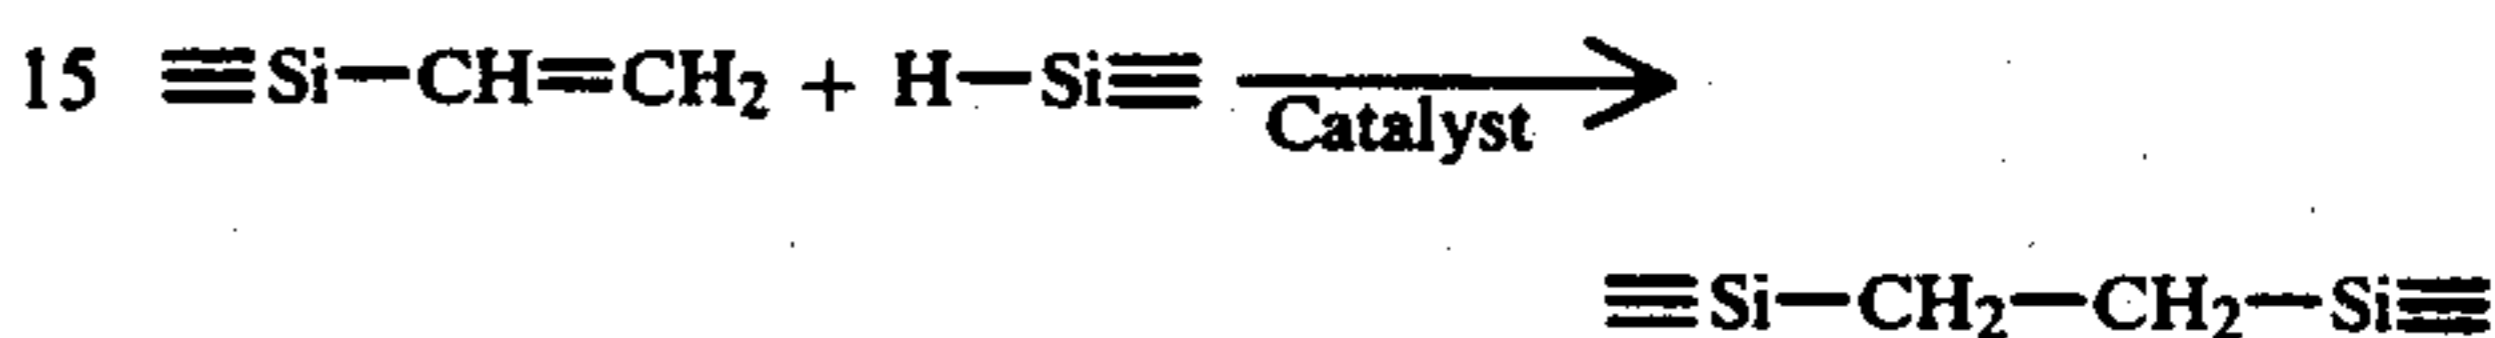 15 ≡Si—CH=CH₂ + H—Si≡ ⟶
Catalyst
≡Si—CH₂—CH₂—Si≡